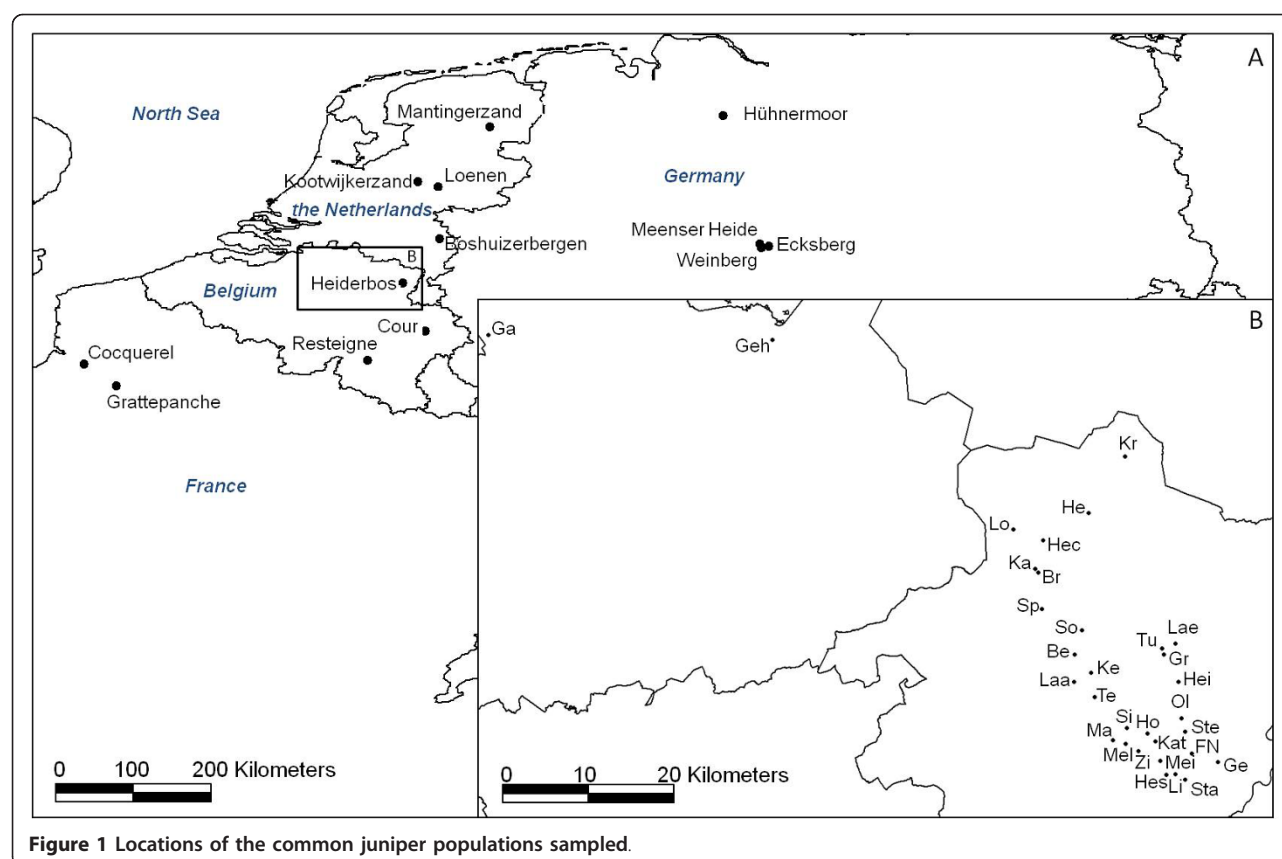 A
North Sea
Mantingerzand
Hühnermoor
Kootwijkerzand
Loenen
Germany
the Netherlands
Meenser Heide
Ecksberg
Boshuizerbergen
Weinberg
B
Heiderbos
Belgium
Cour
Resteigne
Cocquerel
Grattepanche
France
0 100 200 Kilometers
B
Ga
Geh
Kr
He
Lo
Hec
Ka
Br
Sp
So
Lae
Tu
Be
Gr
Ke
Laa
Hei
Te
Ol
Si
Ho
Ste
Ma
Kat
FN
Mel
Zi
Mei
Ge
Hes
Li
Sta
0 10 20 Kilometers
Figure 1 Locations of the common juniper populations sampled.